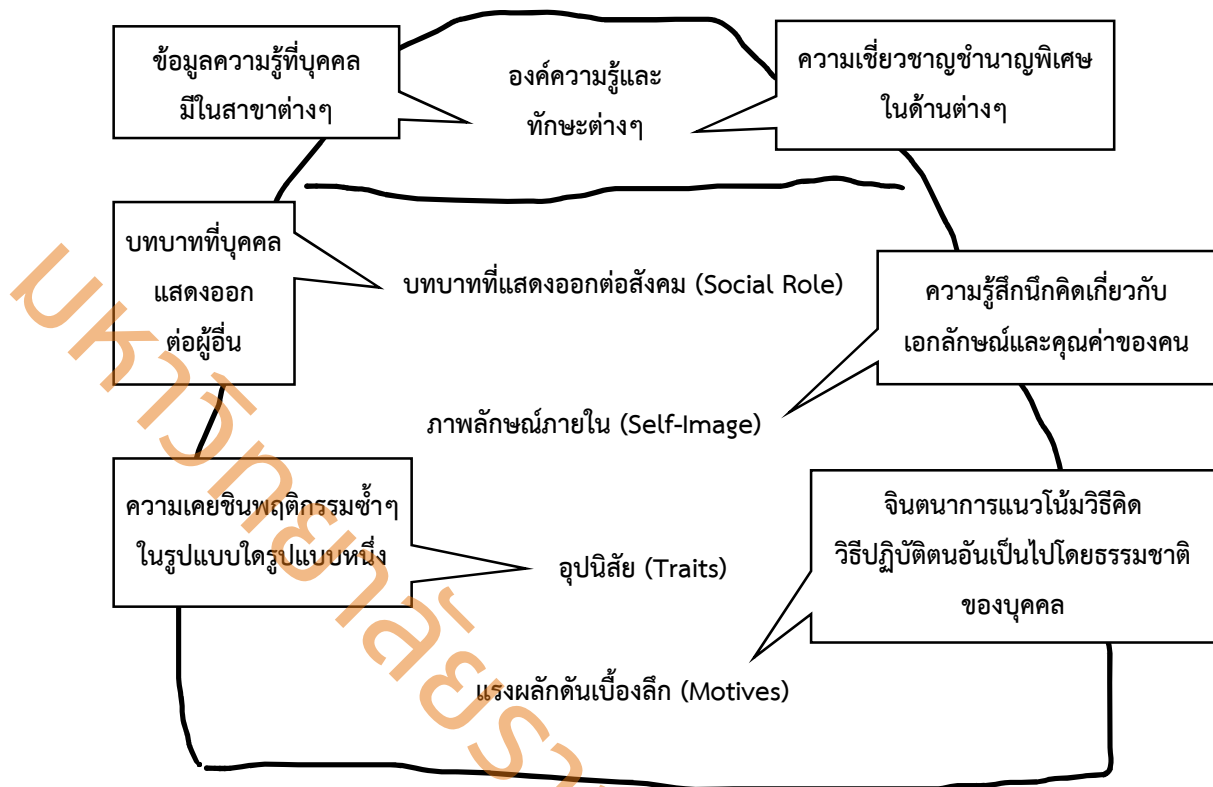 ข้อมูลความรู้ที่บุคคล
มีในสาขาต่างๆ
องค์ความรู้และ
ทักษะต่างๆ
ความเชี่ยวชาญชำนาญพิเศษ
ในด้านต่างๆ
บทบาทที่บุคคล
แสดงออก
ต่อผู้อื่น
บทบาทที่แสดงออกต่อสังคม (Social Role)
ความรู้สึกนึกคิดเกี่ยวกับ
เอกลักษณ์และคุณค่าของคน
ภาพลักษณ์ภายใน (Self-Image)
ความเคยชินพฤติกรรมซ้ำๆ
ในรูปแบบใดรูปแบบหนึ่ง
อุปนิสัย (Traits)
จินตนาการแนวโน้มวิธีคิด
วิธีปฏิบัติตนอันเป็นไปโดยธรรมชาติ
ของบุคคล
แรงผลักดันเบื้องลึก (Motives)
มหาวิทยาลัยรา